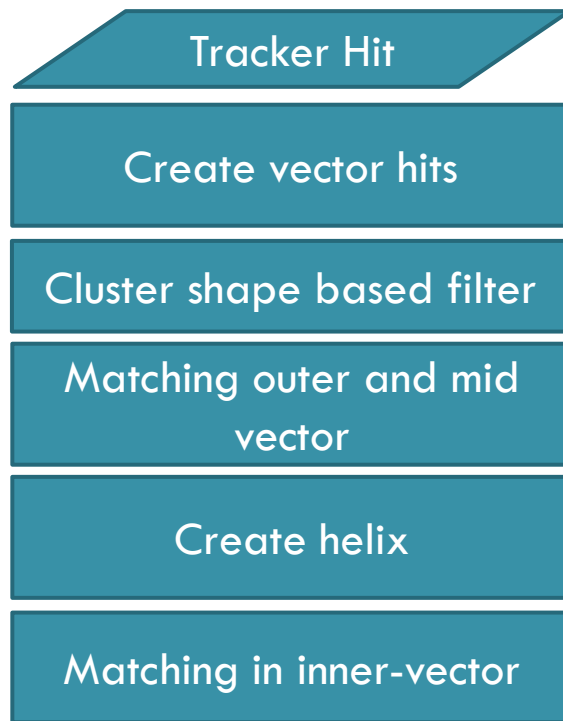 Tracker Hit
Create vector hits
Cluster shape based filter
Matching outer and mid
vector
Create helix
Matching in inner-vector